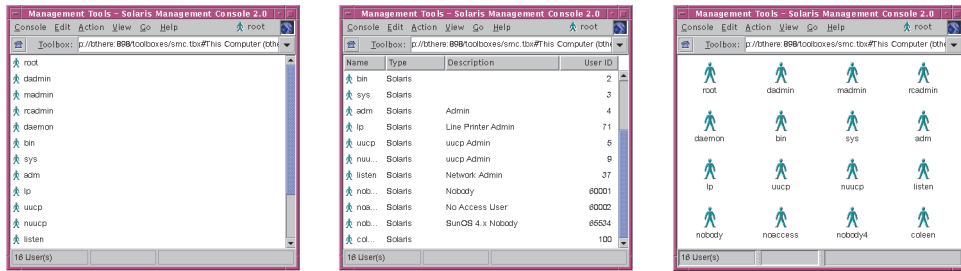 Management Tools - Solaris Management Console 2.0
Console Edit Action View Go Help root
Toolbox: p://bthere:898/toolboxes/smc.tbx#This Computer (bthe
root
dadmin
madmin
rcadmin
daemon
bin
sys
adm
lp
uucp
nuucp
listen
16 User(s)
Management Tools - Solaris Management Console 2.0
Console Edit Action View Go Help root
Toolbox: p://bthere:898/toolboxes/smc.tbx#This Computer (bthe
Name Type Description User ID
bin Solaris 2
sys Solaris 3
adm Solaris Admin 4
lp Solaris Line Printer Admin 71
uucp Solaris uucp Admin 5
nuu... Solaris uucp Admin 9
listen Solaris Network Admin 37
nob... Solaris Nobody 60001
noa... Solaris No Access User 60002
nob... Solaris SunOS 4.x Nobody 65534
col... Solaris 100
16 User(s)
Management Tools - Solaris Management Console 2.0
Console Edit Action View Go Help root
Toolbox: p://bthere:898/toolboxes/smc.tbx#This Computer (bthe
root dadmin madmin rcadmin
daemon bin sys adm
lp uucp nuucp listen
nobody noaccess nobody4 coleen
16 User(s)